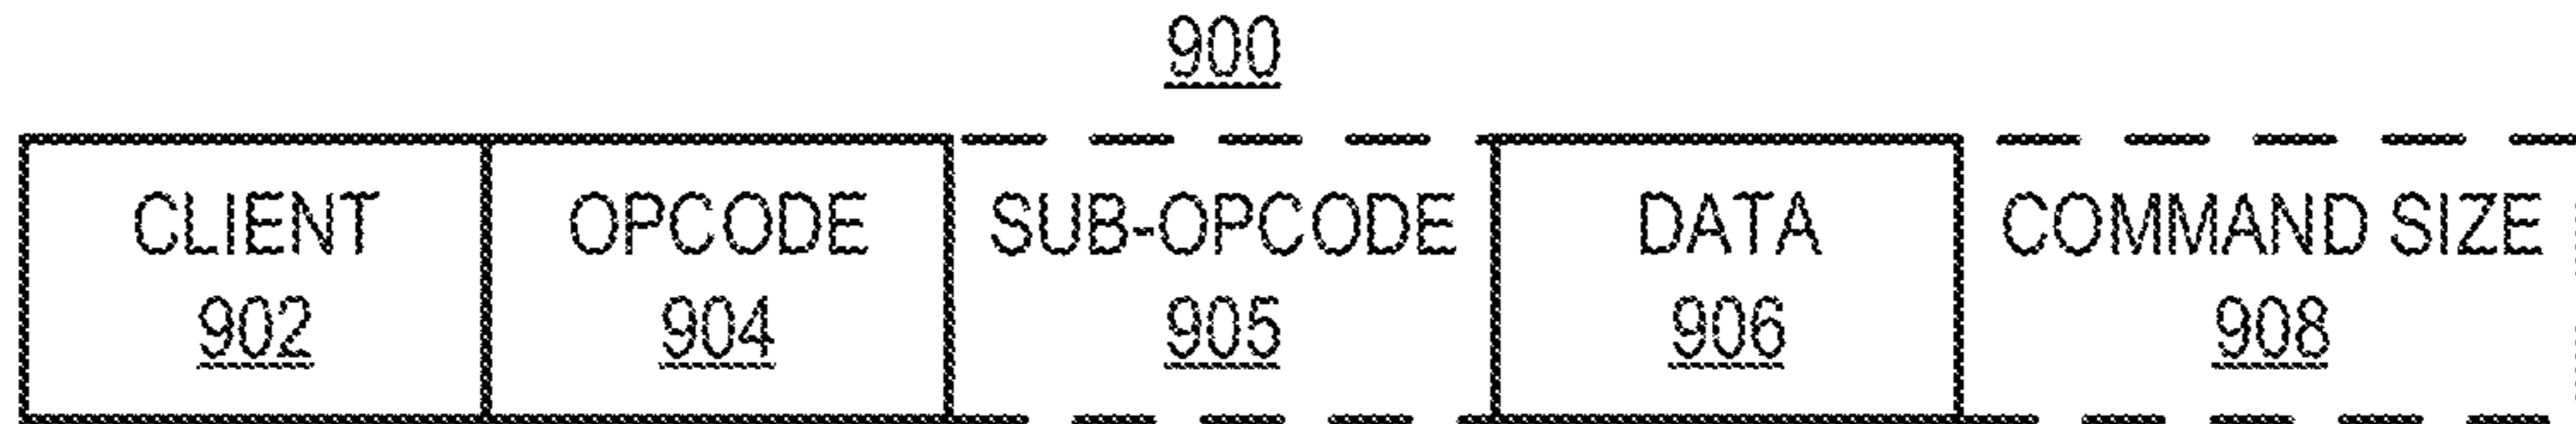 900
CLIENT OPCODE SUB-OPCODE DATA COMMAND SIZE
902 904 905 906 908